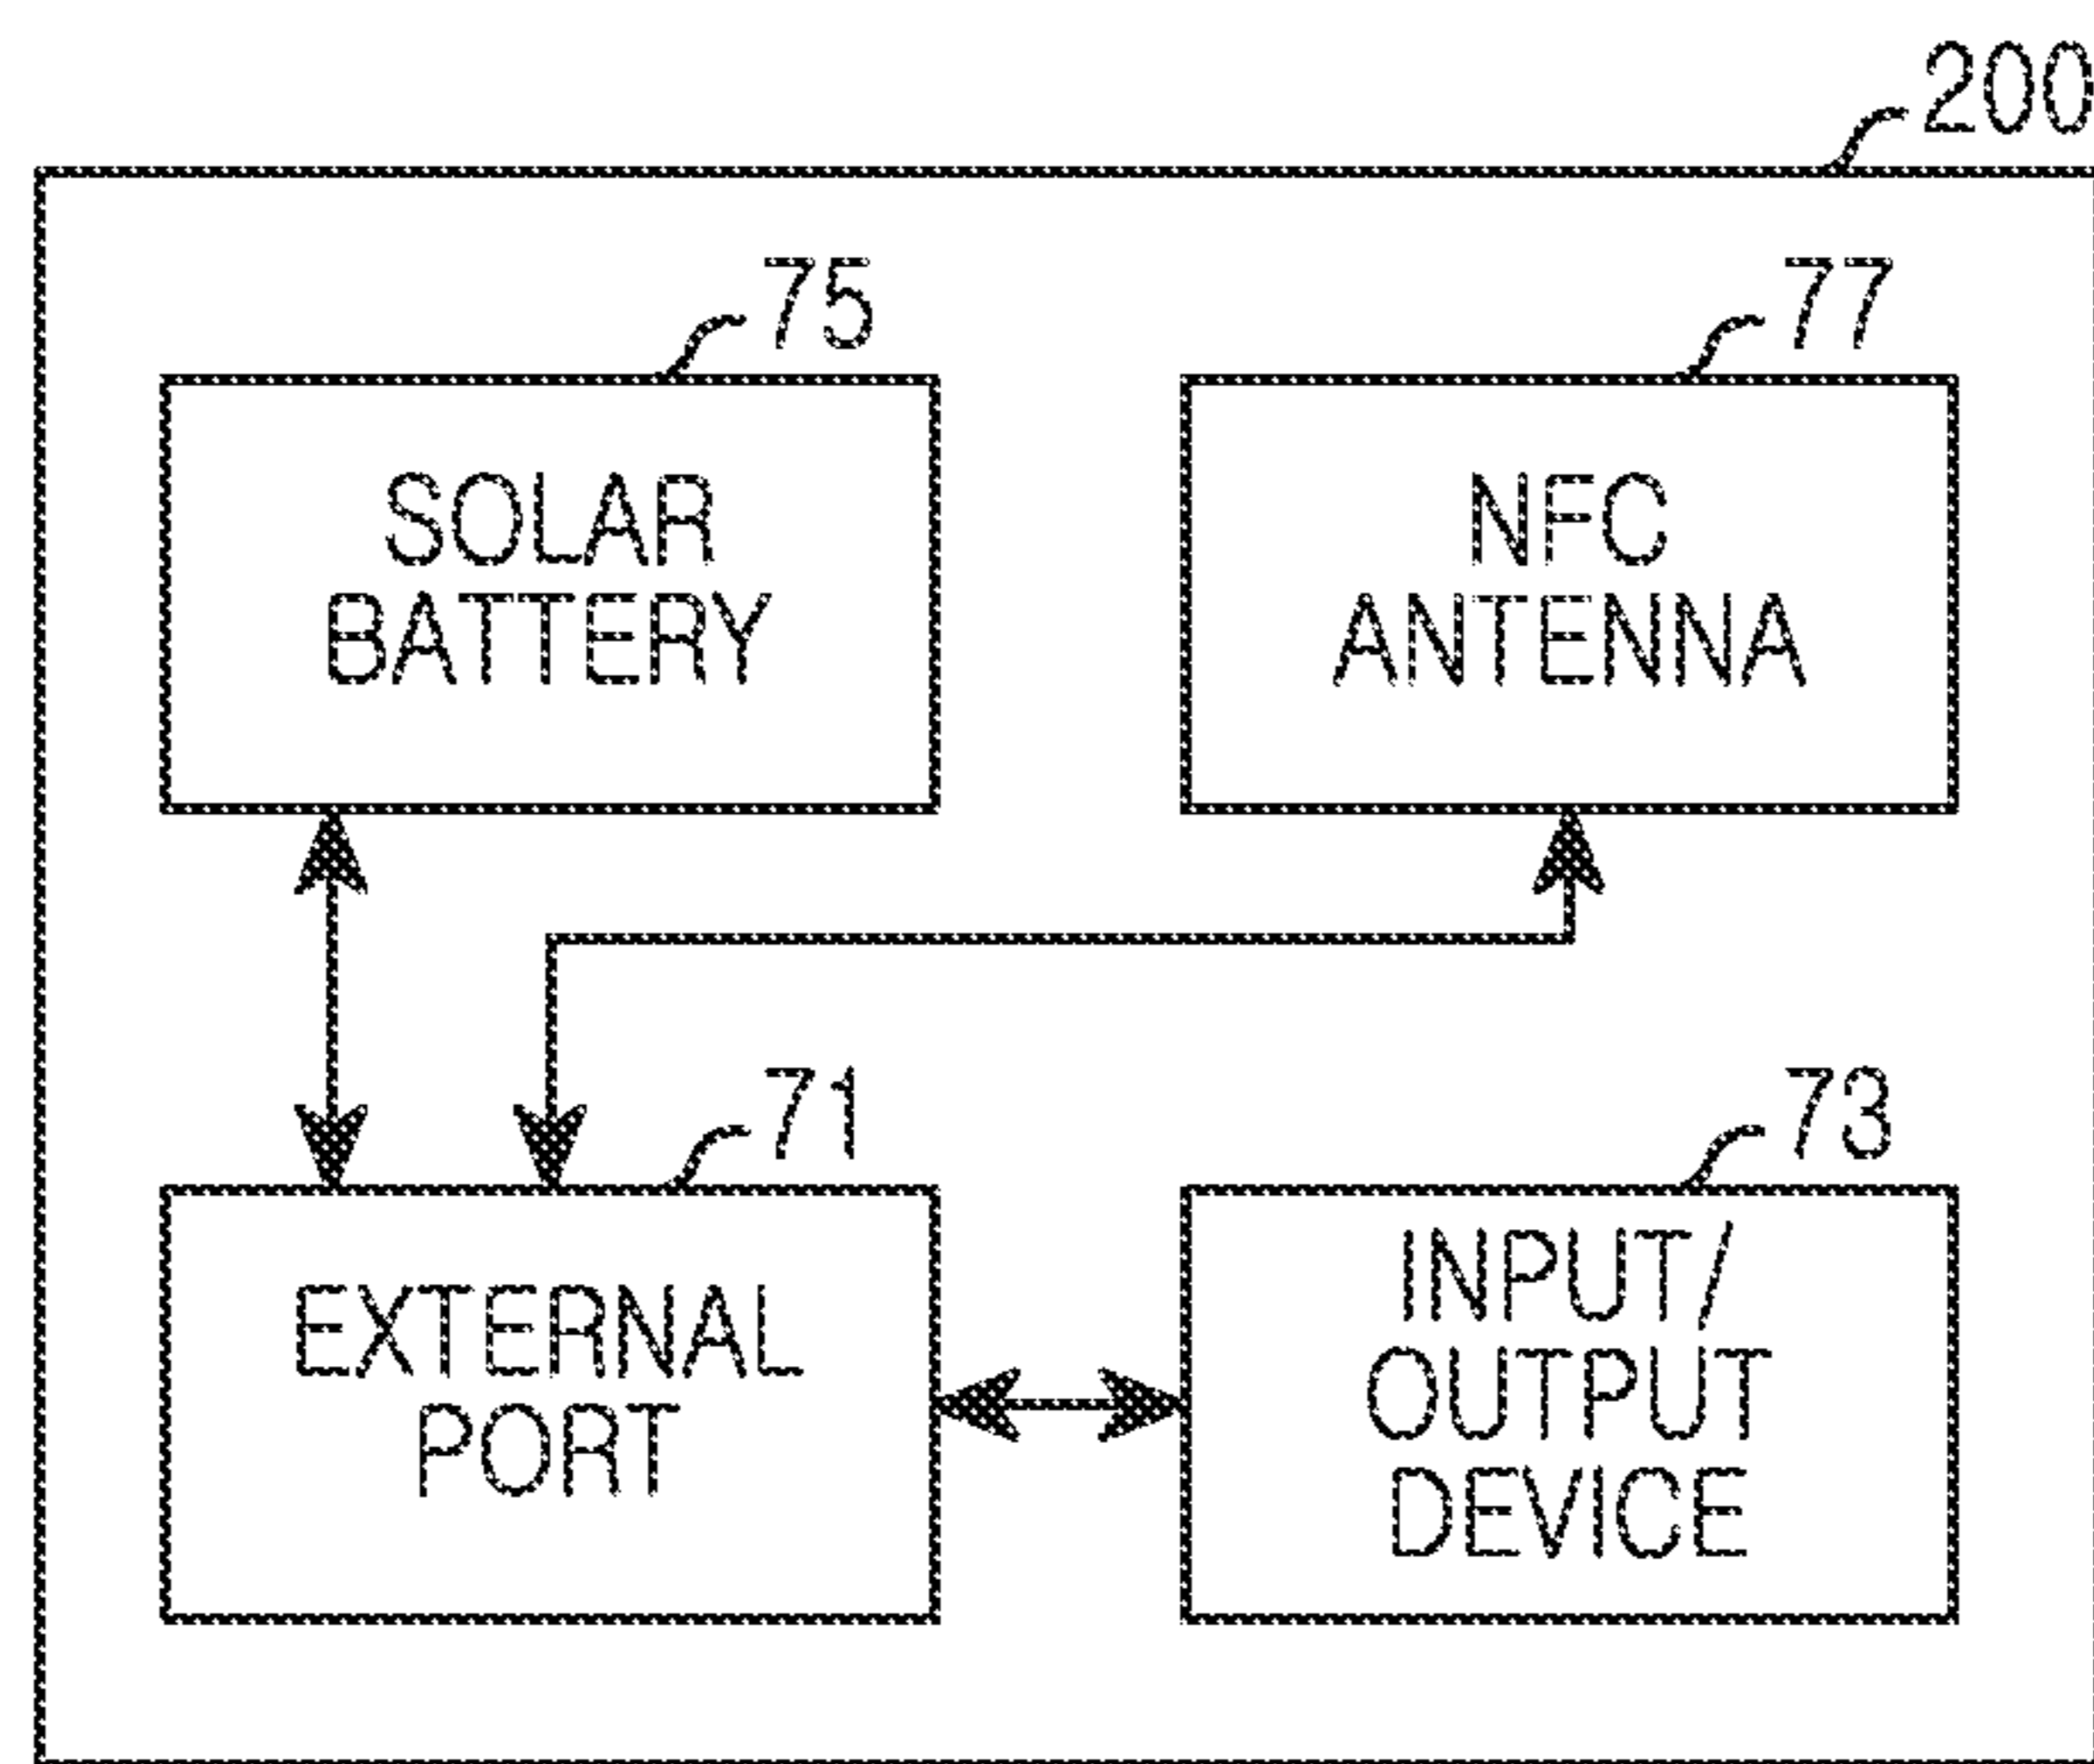 200
75
77
SOLAR
BATTERY
NFC
ANTENNA
71
73
EXTERNAL
PORT
INPUT/
OUTPUT
DEVICE